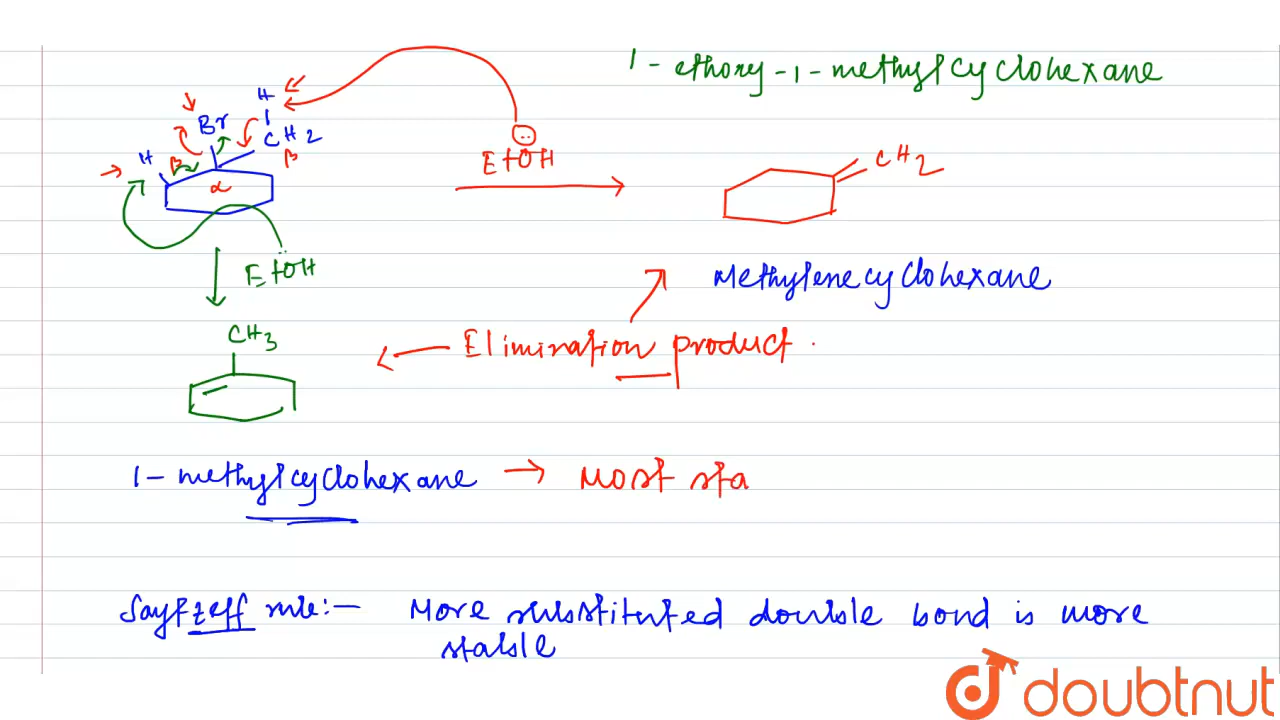 1 - ethoxy - 1 - methylcyclohexane
H
Br
CH2
H β α β
EtOH
CH2
EtOH
Methylenecyclohexane
CH3
Elimination product
1 - methylcyclohexane → Most sta
Saytzeff rule:- More substituted double bond is more
stable
doubtnut